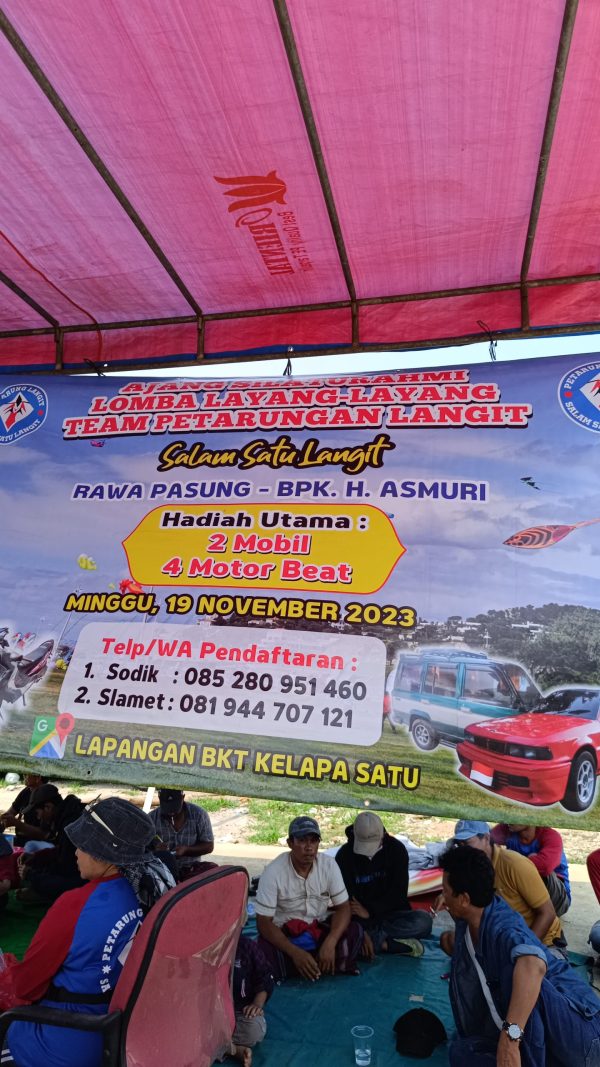 AJANG SILATURAHMI
LOMBA LAYANG-LAYANG
TEAM PETARUNGAN LANGIT
Salam Satu Langit
RAWA PASUNG - BPK. H. ASMURI
Hadiah Utama :
2 Mobil
4 Motor Beat
MINGGU, 19 NOVEMBER 2023
Telp/WA Pendaftaran :
1. Sodik : 085 280 951 460
2. Slamet : 081 944 707 121
LAPANGAN BKT KELAPA SATU